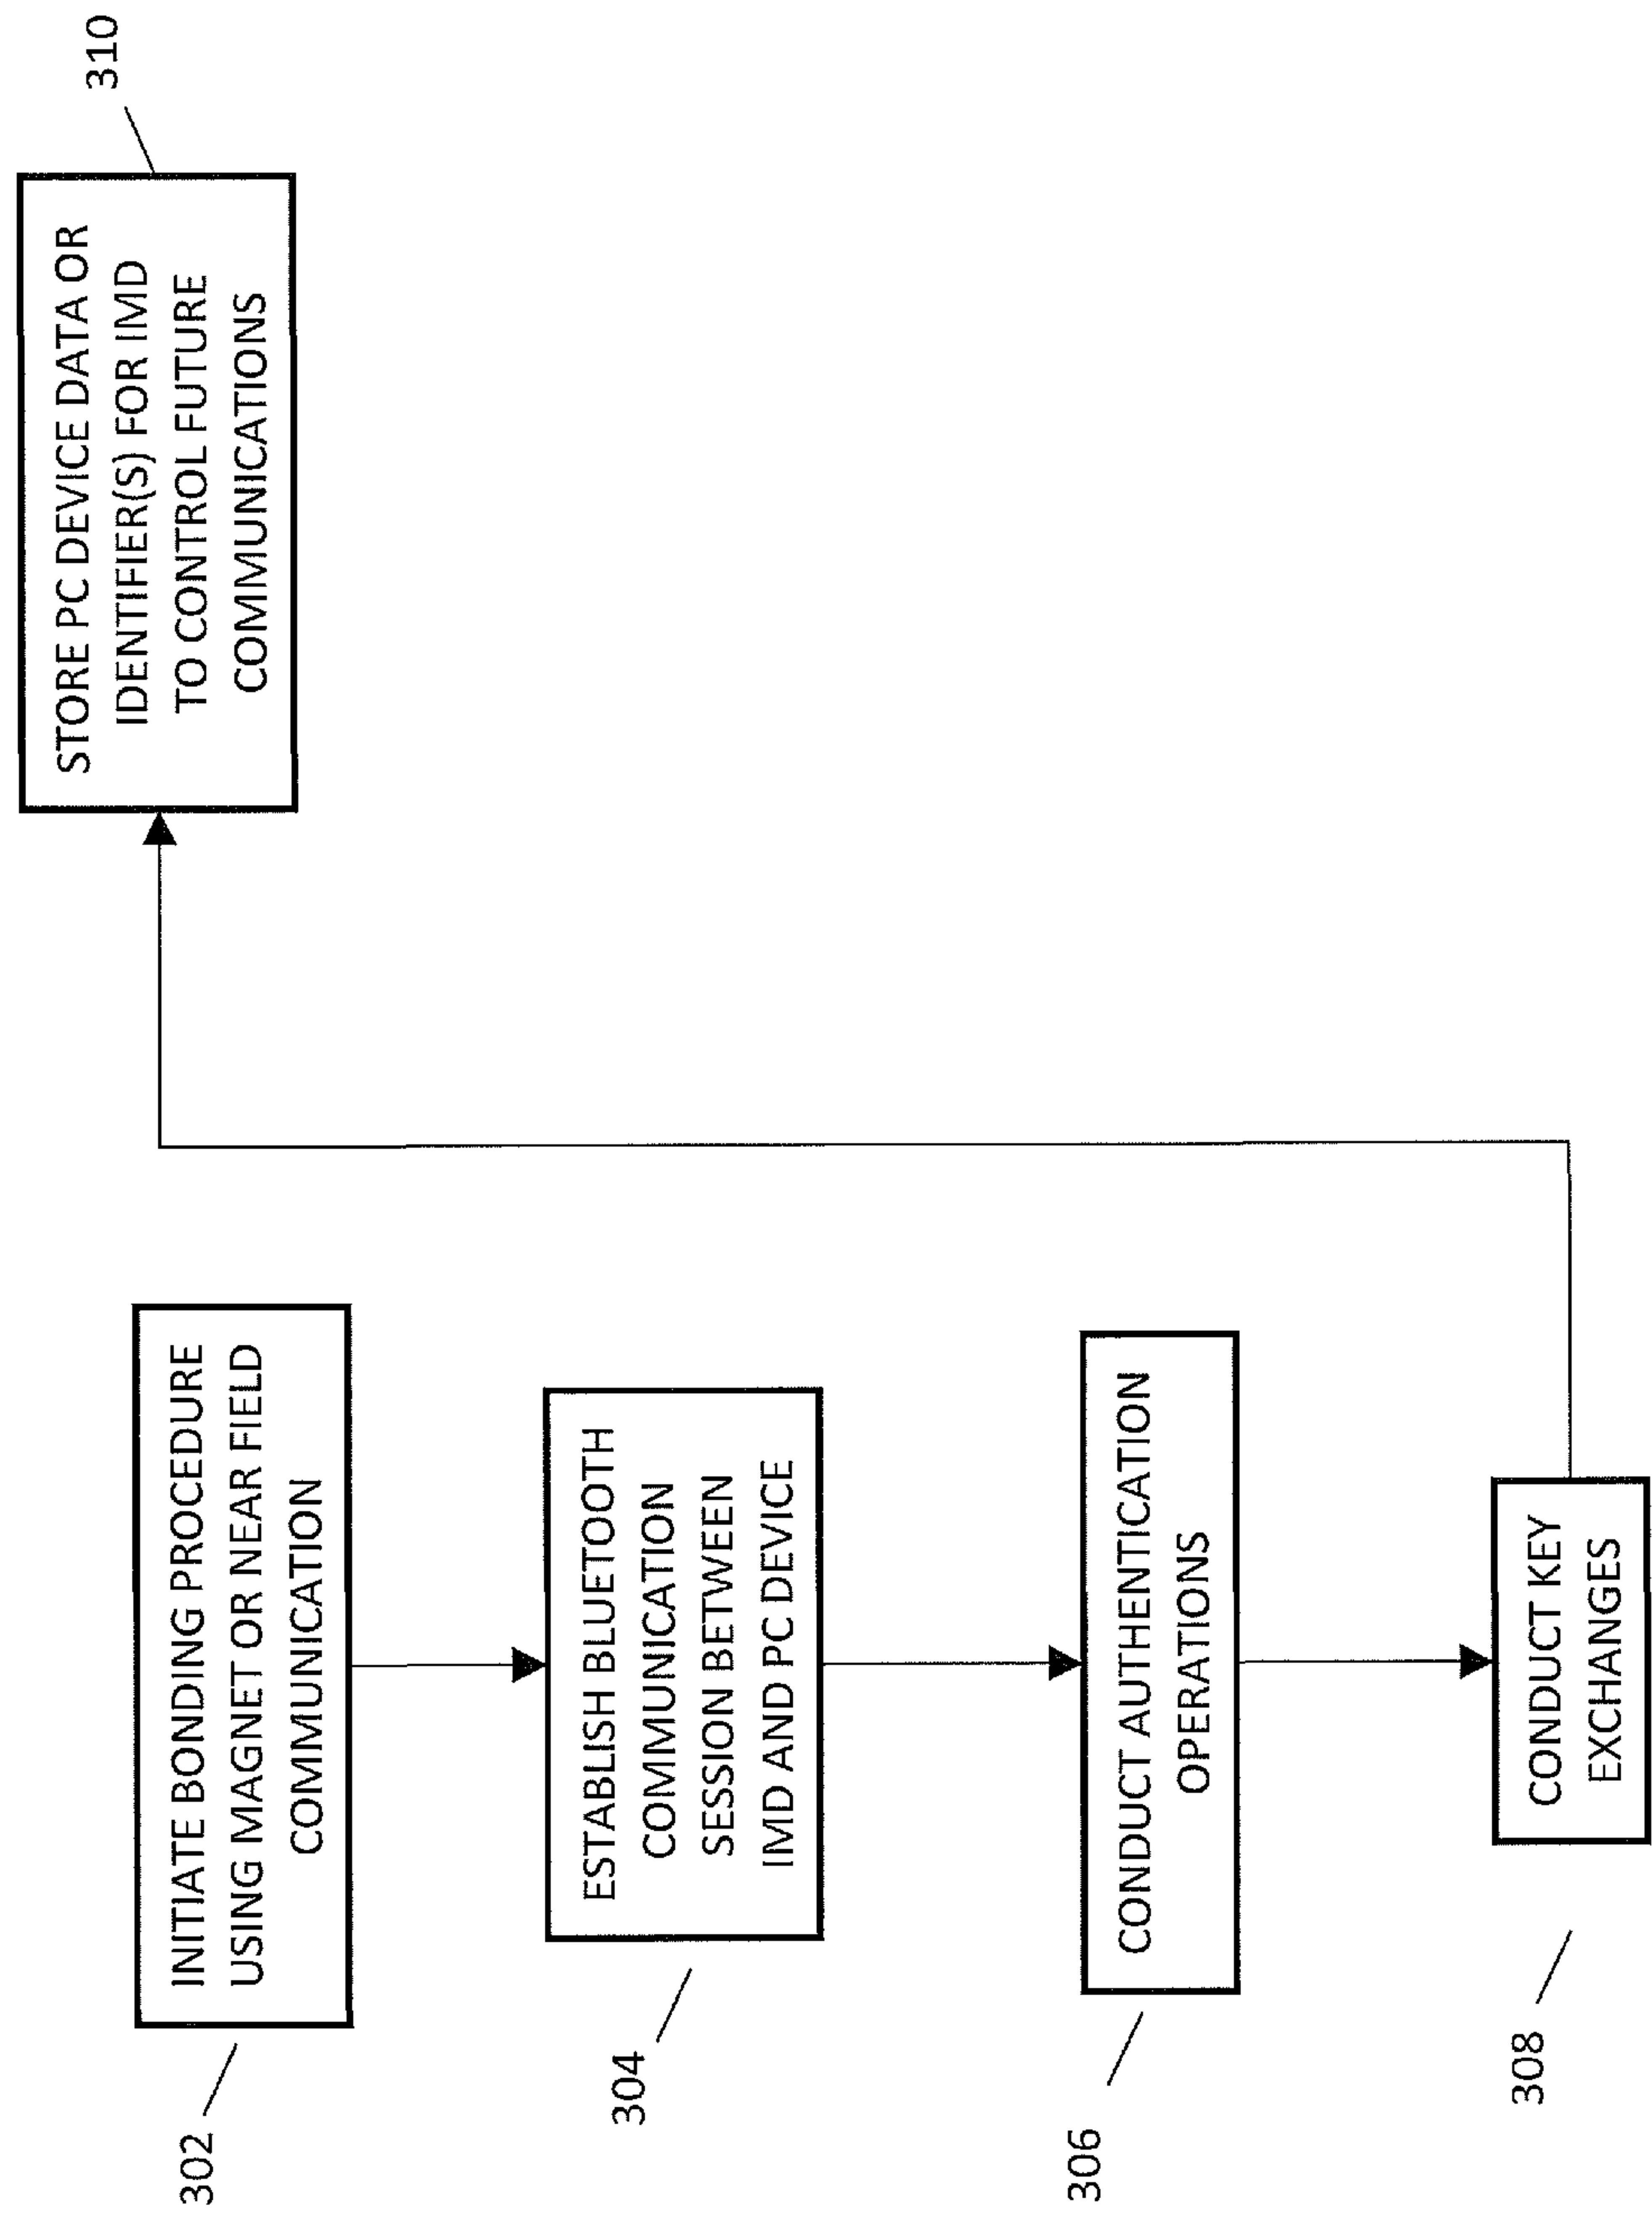 302
INITIATE BONDING PROCEDURE
USING MAGNET OR NEAR FIELD
COMMUNICATION
304
ESTABLISH BLUETOOTH
COMMUNICATION
SESSION BETWEEN
IMD AND PC DEVICE
306
CONDUCT AUTHENTICATION
OPERATIONS
308
CONDUCT KEY
EXCHANGES
310
STORE PC DEVICE DATA OR
IDENTIFIER(S) FOR IMD
TO CONTROL FUTURE
COMMUNICATIONS